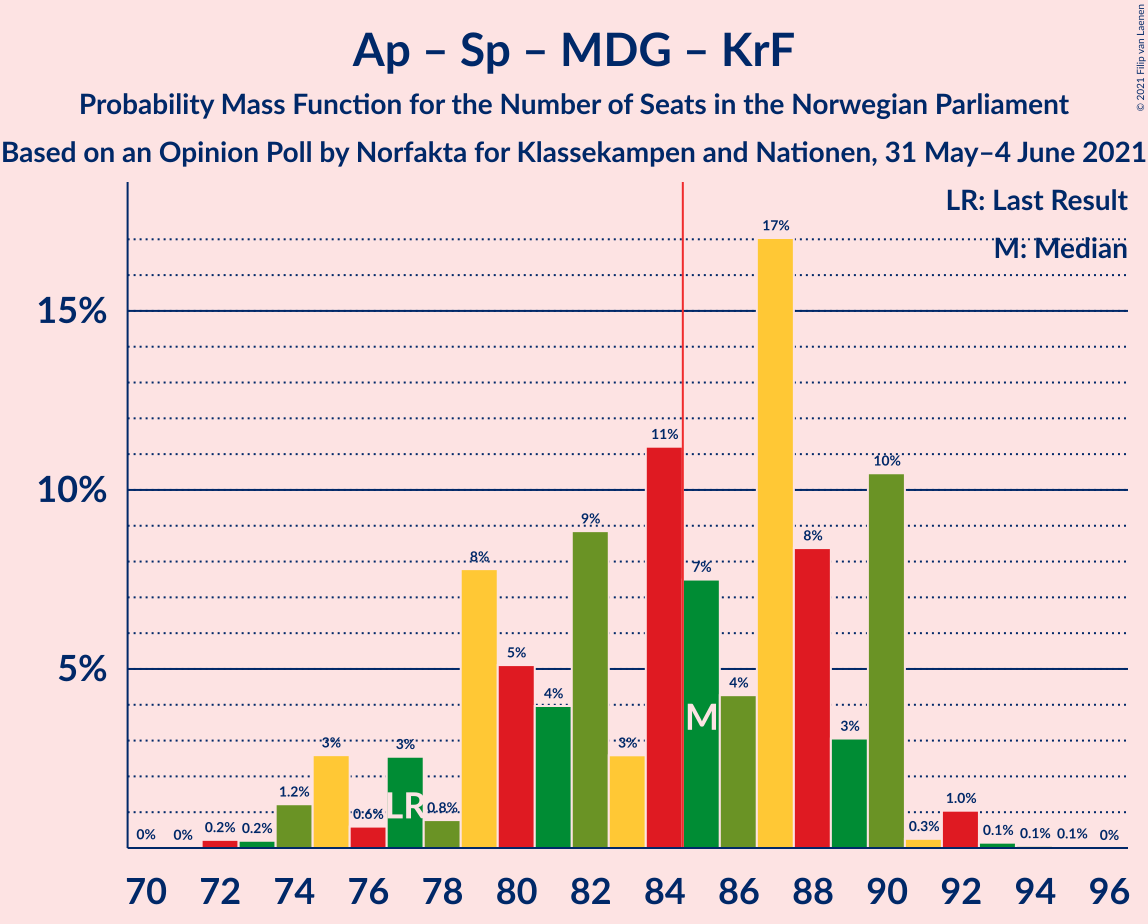 Ap – Sp – MDG – KrF
Probability Mass Function for the Number of Seats in the Norwegian Parliament
Based on an Opinion Poll by Norfakta for Klassekampen and Nationen, 31 May–4 June 2021
© 2021 Filip van Laenen
LR: Last Result
M: Median
15%
10%
5%
0% 0% 0.2% 0.2% 1.2% 3% 0.6% 3% 0.8% 8% 5% 4% 9% 3% 11% 7% 4% 17% 8% 3% 10% 0.3% 1.0% 0.1% 0.1% 0.1% 0%
LR M
70 72 74 76 78 80 82 84 86 88 90 92 94 96